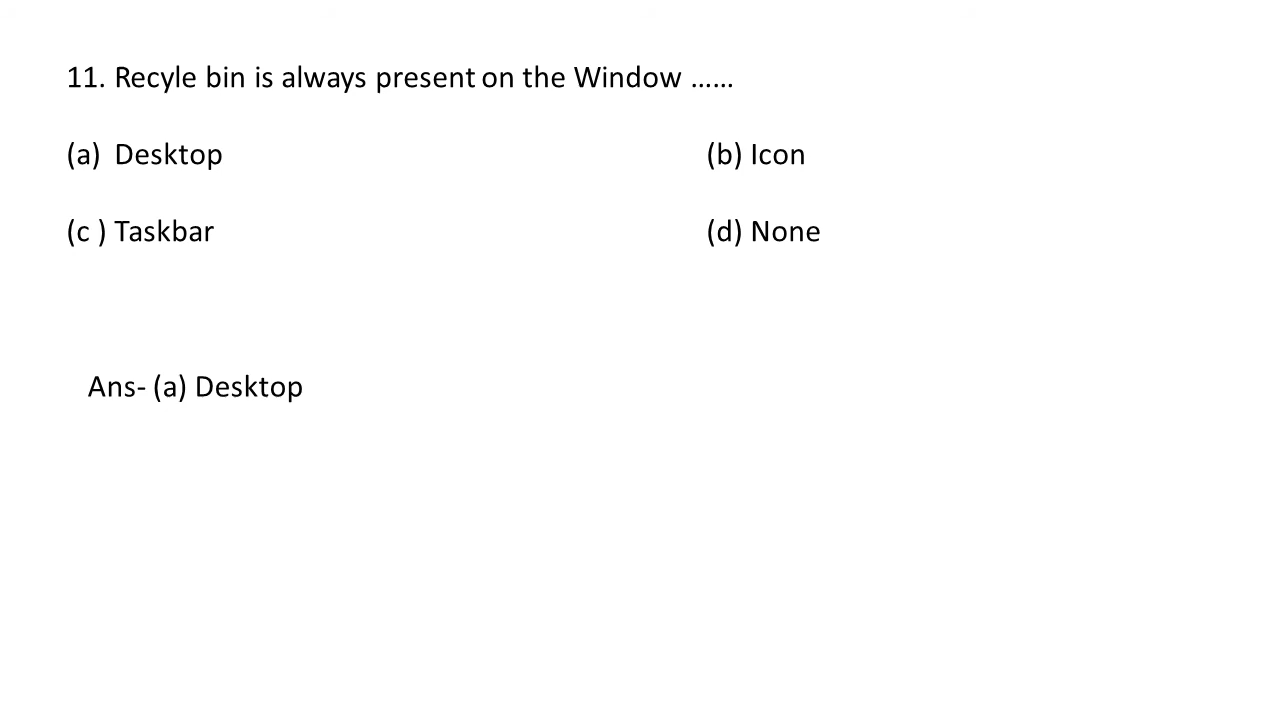 11. Recyle bin is always present on the Window ……
(a) Desktop (b) Icon
(c ) Taskbar (d) None
Ans- (a) Desktop